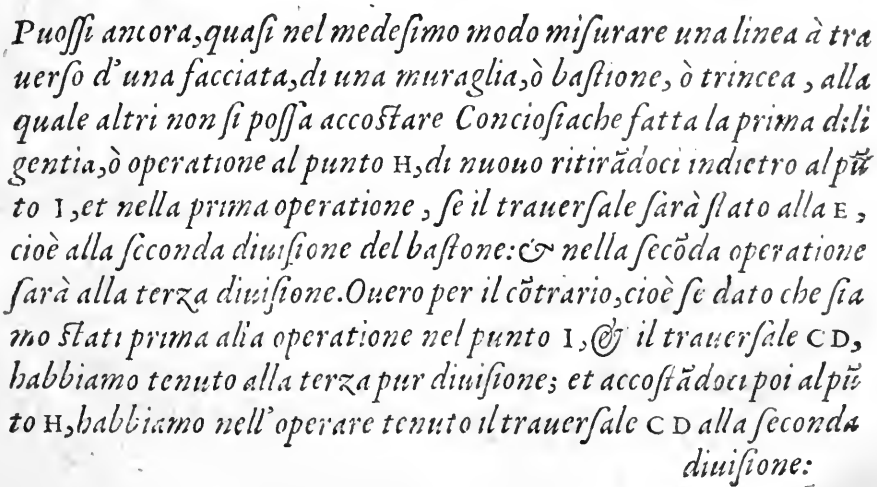 Puoſſi ancora,quaſi nel medeſimo modo miſurare una linea à tra
uerſo d'una facciata,di una muraglia,ò baſtione, ò trincea , alla
quale altri non ſi poſſa accoſtare Concioſiache fatta la prima dili
gentia,ò operatione al punto H,di nuouo ritirãdoci indietro al pũ
to I,et nella prima operatione , ſe il trauerſale ſarà ſtato alla E ,
cioè alla ſeconda diuiſione del baſtone:& nella ſecõda operatione
ſarà alla terza diuiſione.Ouero per il cõtrario,cioè ſe dato che ſia
mo ſtati prima alla operatione nel punto I,& il trauerſale C D,
habbiamo tenuto alla terza pur diuiſione; et accoſtãdoci poi al pũ
to H,habbiamo nell'operare tenuto il trauerſale C D alla ſeconda
diuiſione: